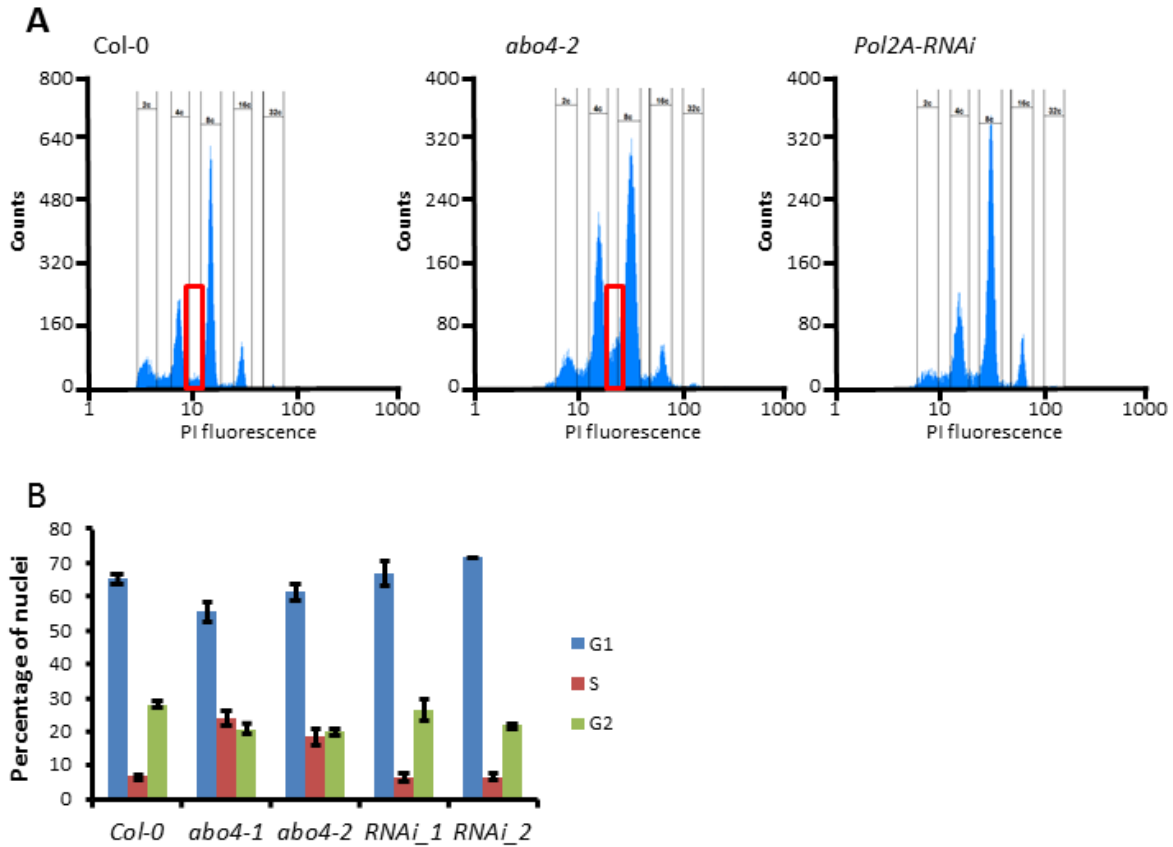 A
Col-0
abo4-2
Pol2A-RNAi
800
640
480
320
160
0
Counts
2c
4c
8c
16c
32c
1
10
100
1000
PI fluorescence
400
320
240
160
80
0
Counts
2c
4c
8c
16c
32c
1
10
100
1000
PI fluorescence
400
320
240
160
80
0
Counts
2c
4c
8c
16c
32c
1
10
100
1000
PI fluorescence
B
80
70
60
50
40
30
20
10
0
Percentage of nuclei
G1
S
G2
Col-0
abo4-1
abo4-2
RNAi_1
RNAi_2